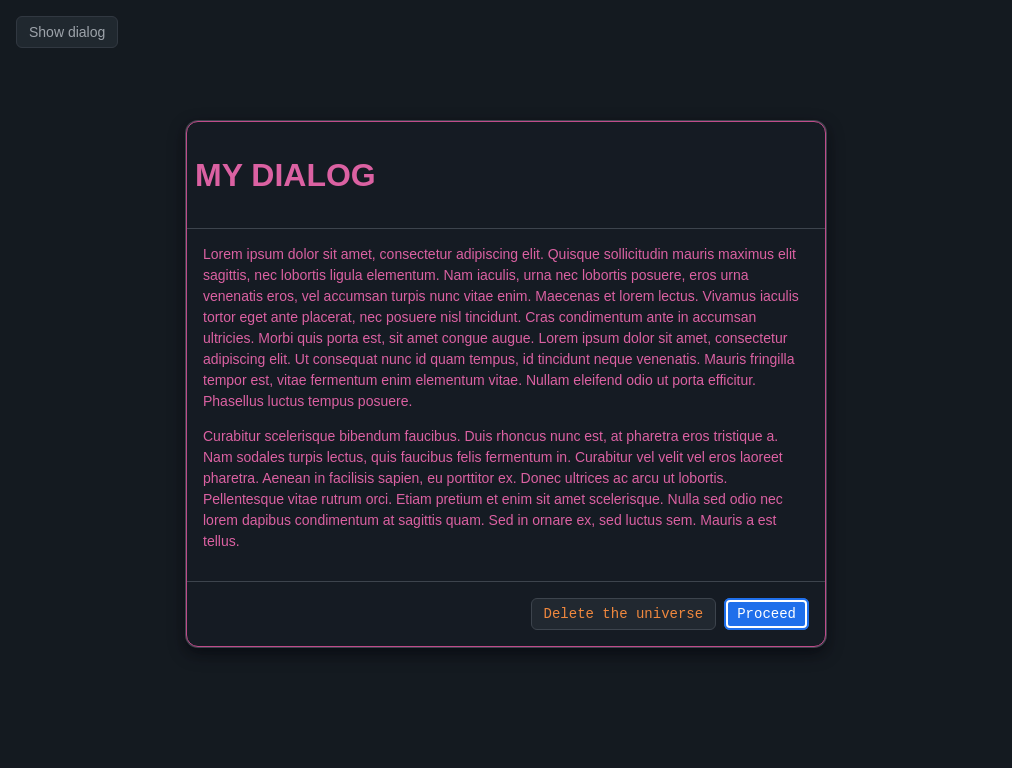 Show dialog
MY DIALOG
Lorem ipsum dolor sit amet, consectetur adipiscing elit. Quisque sollicitudin mauris maximus elit
sagittis, nec lobortis ligula elementum. Nam iaculis, urna nec lobortis posuere, eros urna
venenatis eros, vel accumsan turpis nunc vitae enim. Maecenas et lorem lectus. Vivamus iaculis
tortor eget ante placerat, nec posuere nisl tincidunt. Cras condimentum ante in accumsan
ultricies. Morbi quis porta est, sit amet congue augue. Lorem ipsum dolor sit amet, consectetur
adipiscing elit. Ut consequat nunc id quam tempus, id tincidunt neque venenatis. Mauris fringilla
tempor est, vitae fermentum enim elementum vitae. Nullam eleifend odio ut porta efficitur.
Phasellus luctus tempus posuere.
Curabitur scelerisque bibendum faucibus. Duis rhoncus nunc est, at pharetra eros tristique a.
Nam sodales turpis lectus, quis faucibus felis fermentum in. Curabitur vel velit vel eros laoreet
pharetra. Aenean in facilisis sapien, eu porttitor ex. Donec ultrices ac arcu ut lobortis.
Pellentesque vitae rutrum orci. Etiam pretium et enim sit amet scelerisque. Nulla sed odio nec
lorem dapibus condimentum at sagittis quam. Sed in ornare ex, sed luctus sem. Mauris a est
tellus.
Delete the universe
Proceed